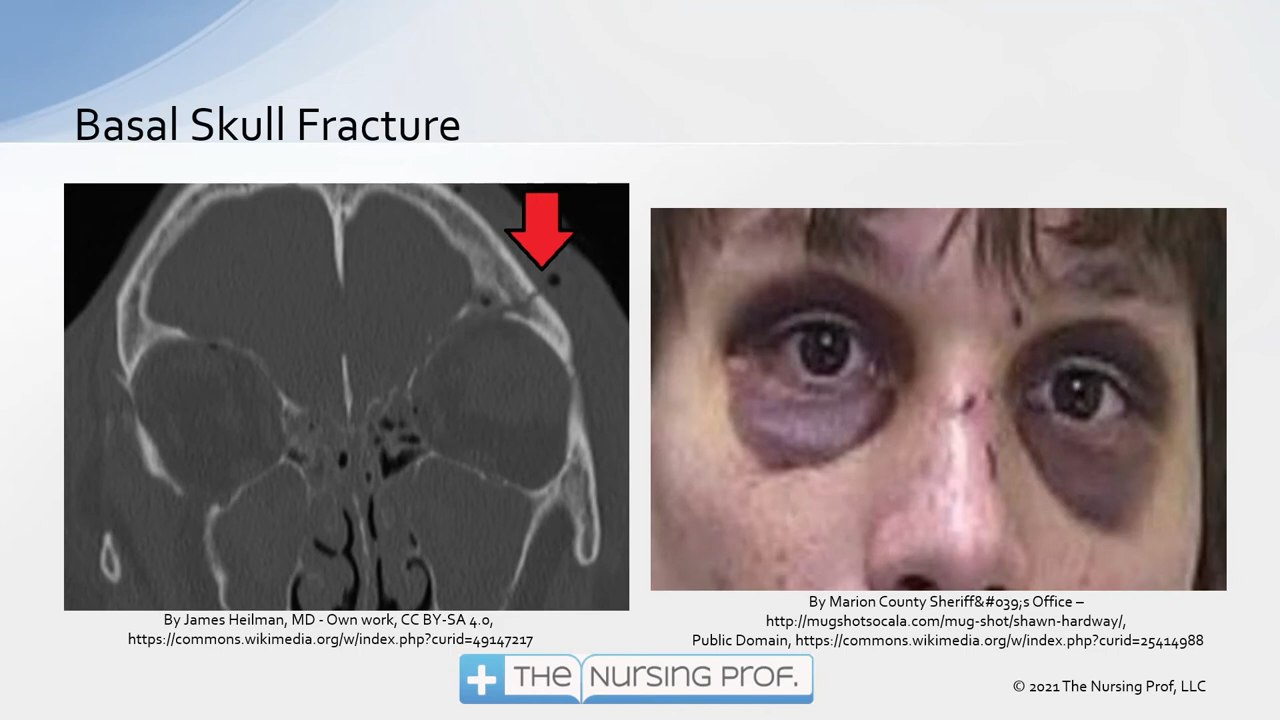 Basal Skull Fracture
By James Heilman, MD - Own work, CC BY-SA 4.0,
https://commons.wikimedia.org/w/index.php?curid=49147217
By Marion County Sheriff&#039;s Office –
http://mugshotsocala.com/mug-shot/shawn-hardway/,
Public Domain, https://commons.wikimedia.org/w/index.php?curid=25414988
THE NURSING PROF.
© 2021 The Nursing Prof, LLC